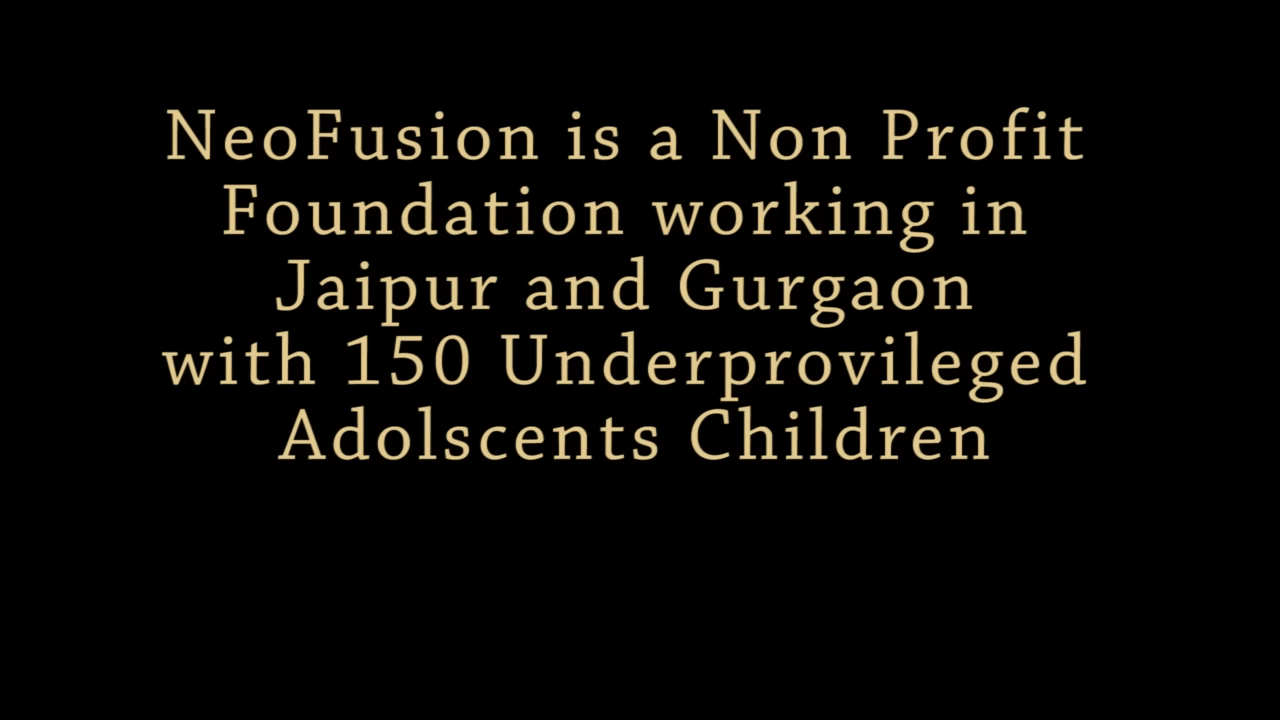 NeoFusion is a Non Profit
Foundation working in
Jaipur and Gurgaon
with 150 Underprovileged
Adolscents Children